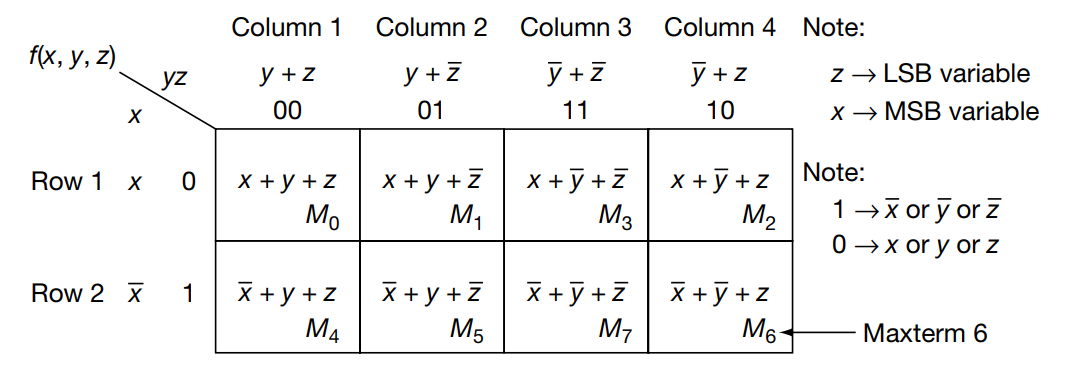 Column 1 Column 2 Column 3 Column 4 Note:
f(x, y, z) yz y + z y + z̅ y̅ + z̅ y̅ + z z → LSB variable
x 00 01 11 10 x → MSB variable
Row 1 x 0 x + y + z x + y + z̅ x + y̅ + z̅ x + y̅ + z Note:
M₀ M₁ M₃ M₂ 1 → x̅ or y̅ or z̅
0 → x or y or z
Row 2 x̅ 1 x̅ + y + z x̅ + y + z̅ x̅ + y̅ + z̅ x̅ + y̅ + z
M₄ M₅ M₇ M₆ Maxterm 6